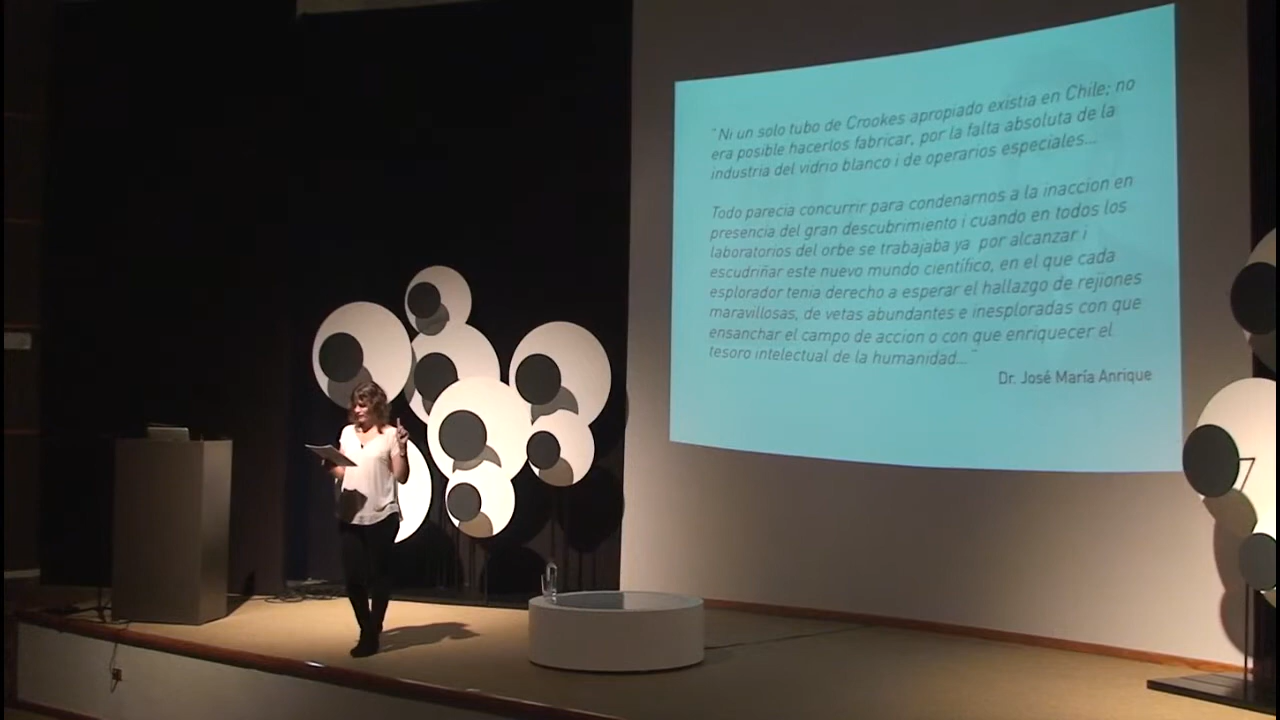 "Ni un solo tubo de Crookes apropiado existia en Chile; no
era posible hacerlos fabricar, por la falta absoluta de la
industria del vidrio blanco i de operarios especiales...
Todo parecia concurrir para condenarnos a la inaccion en
presencia del gran descubrimiento i cuando en todos los
laboratorios del orbe se trabajaba ya por alcanzar i
escudriñar este nuevo mundo científico, en el que cada
esplorador tenia derecho a esperar el hallazgo de rejiones
maravillosas, de vetas abundantes e inesploradas con que
ensanchar el campo de accion o con que enriquecer el
tesoro intelectual de la humanidad..."
Dr. José María Anrique